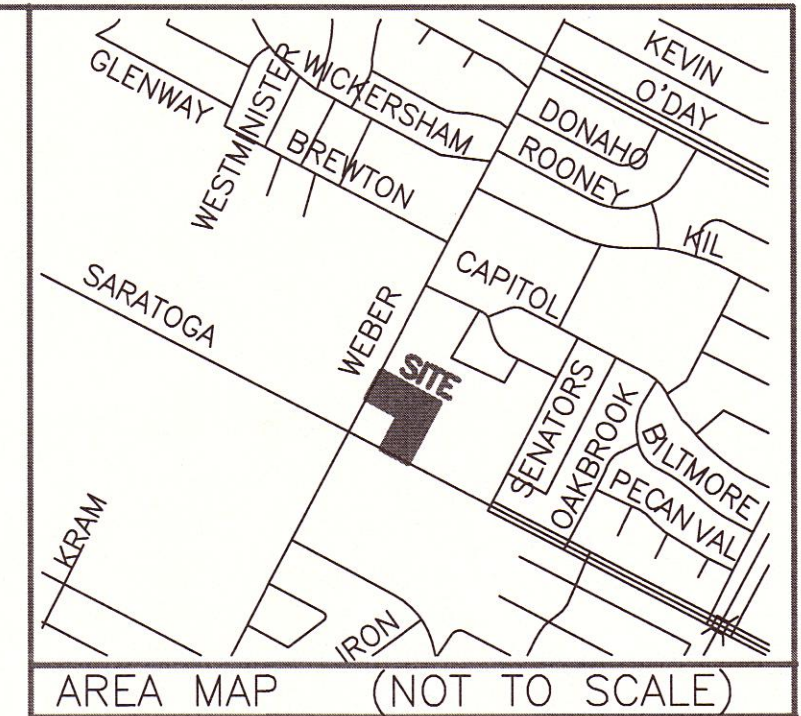 KEVIN
O'DAY
GLENWAY
WESTMINISTER
WICKERSHAM
BREWTON
DONAHO
ROONEY
KIL
SARATOGA
CAPITOL
WEBER
SITE
SENATORS
OAKBROOK
BILTMORE
PECAN VAL
KRAM
IRON
AREA MAP (NOT TO SCALE)